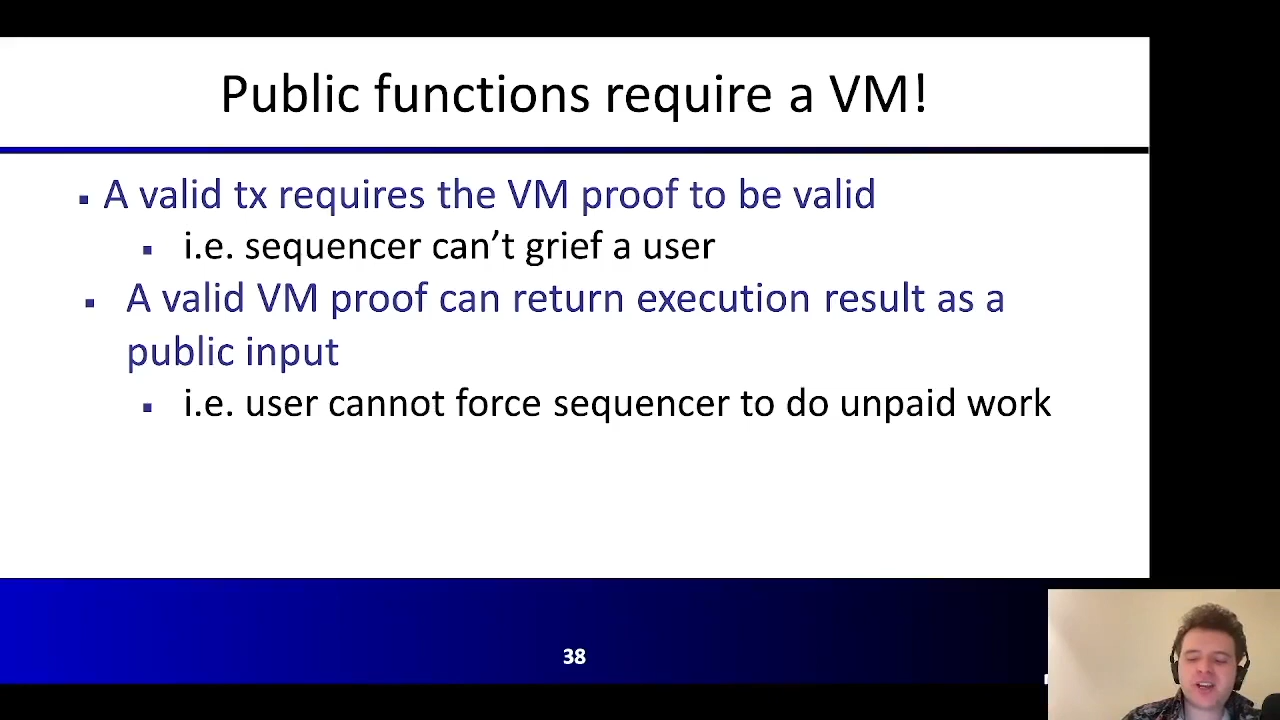 Public functions require a VM!
▪ A valid tx requires the VM proof to be valid
▪ i.e. sequencer can’t grief a user
▪ A valid VM proof can return execution result as a
public input
▪ i.e. user cannot force sequencer to do unpaid work
38